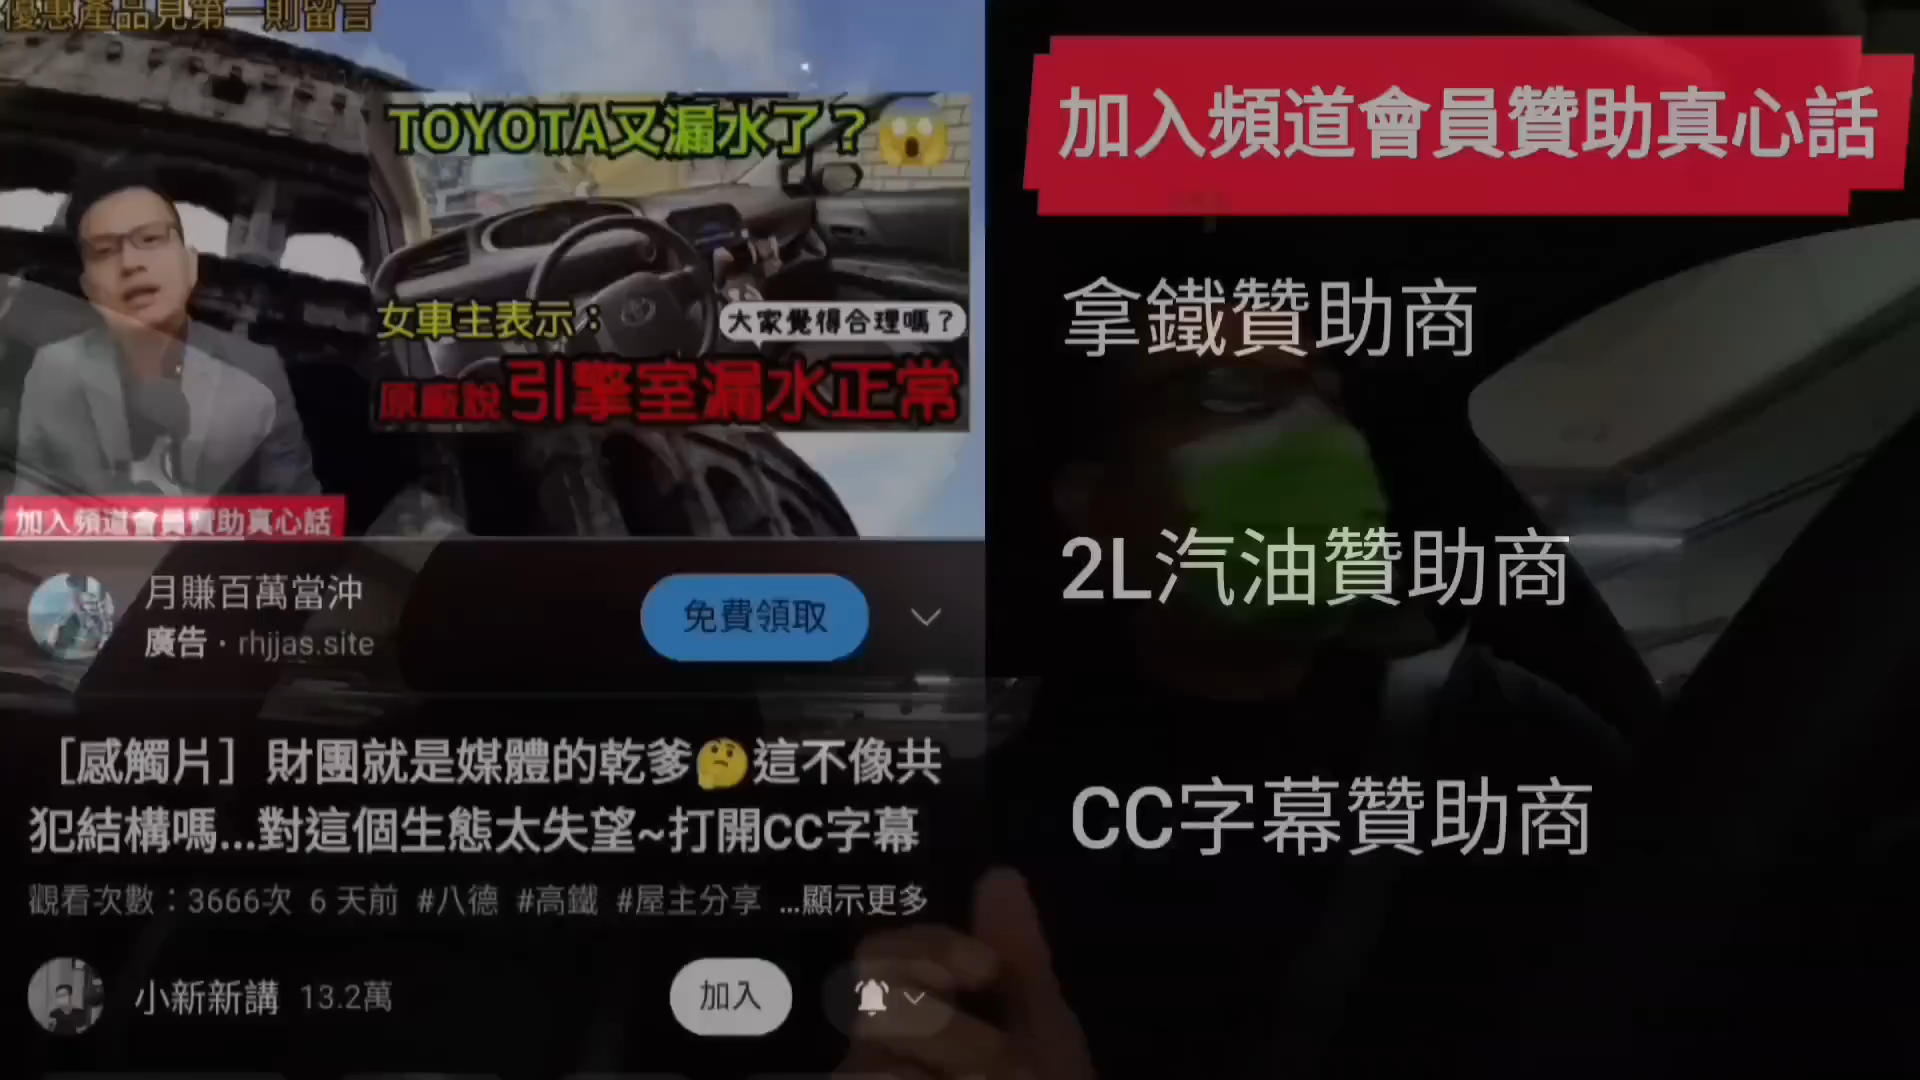 優惠產品見第一則留言
TOYOTA又漏水了？
女車主表示：
大家覺得合理嗎？
原廠說引擎室漏水正常
加入頻道會員贊助真心話
月賺百萬當沖
廣告・rhjjas.site
免費領取
［感觸片］財團就是媒體的乾爹🤔這不像共
犯結構嗎...對這個生態太失望~打開CC字幕
觀看次數：3666次 6 天前 #八德 #高鐵 #屋主分享 ...顯示更多
小新新講 13.2萬
加入
加入頻道會員贊助真心話
拿鐵贊助商
2L汽油贊助商
CC字幕贊助商